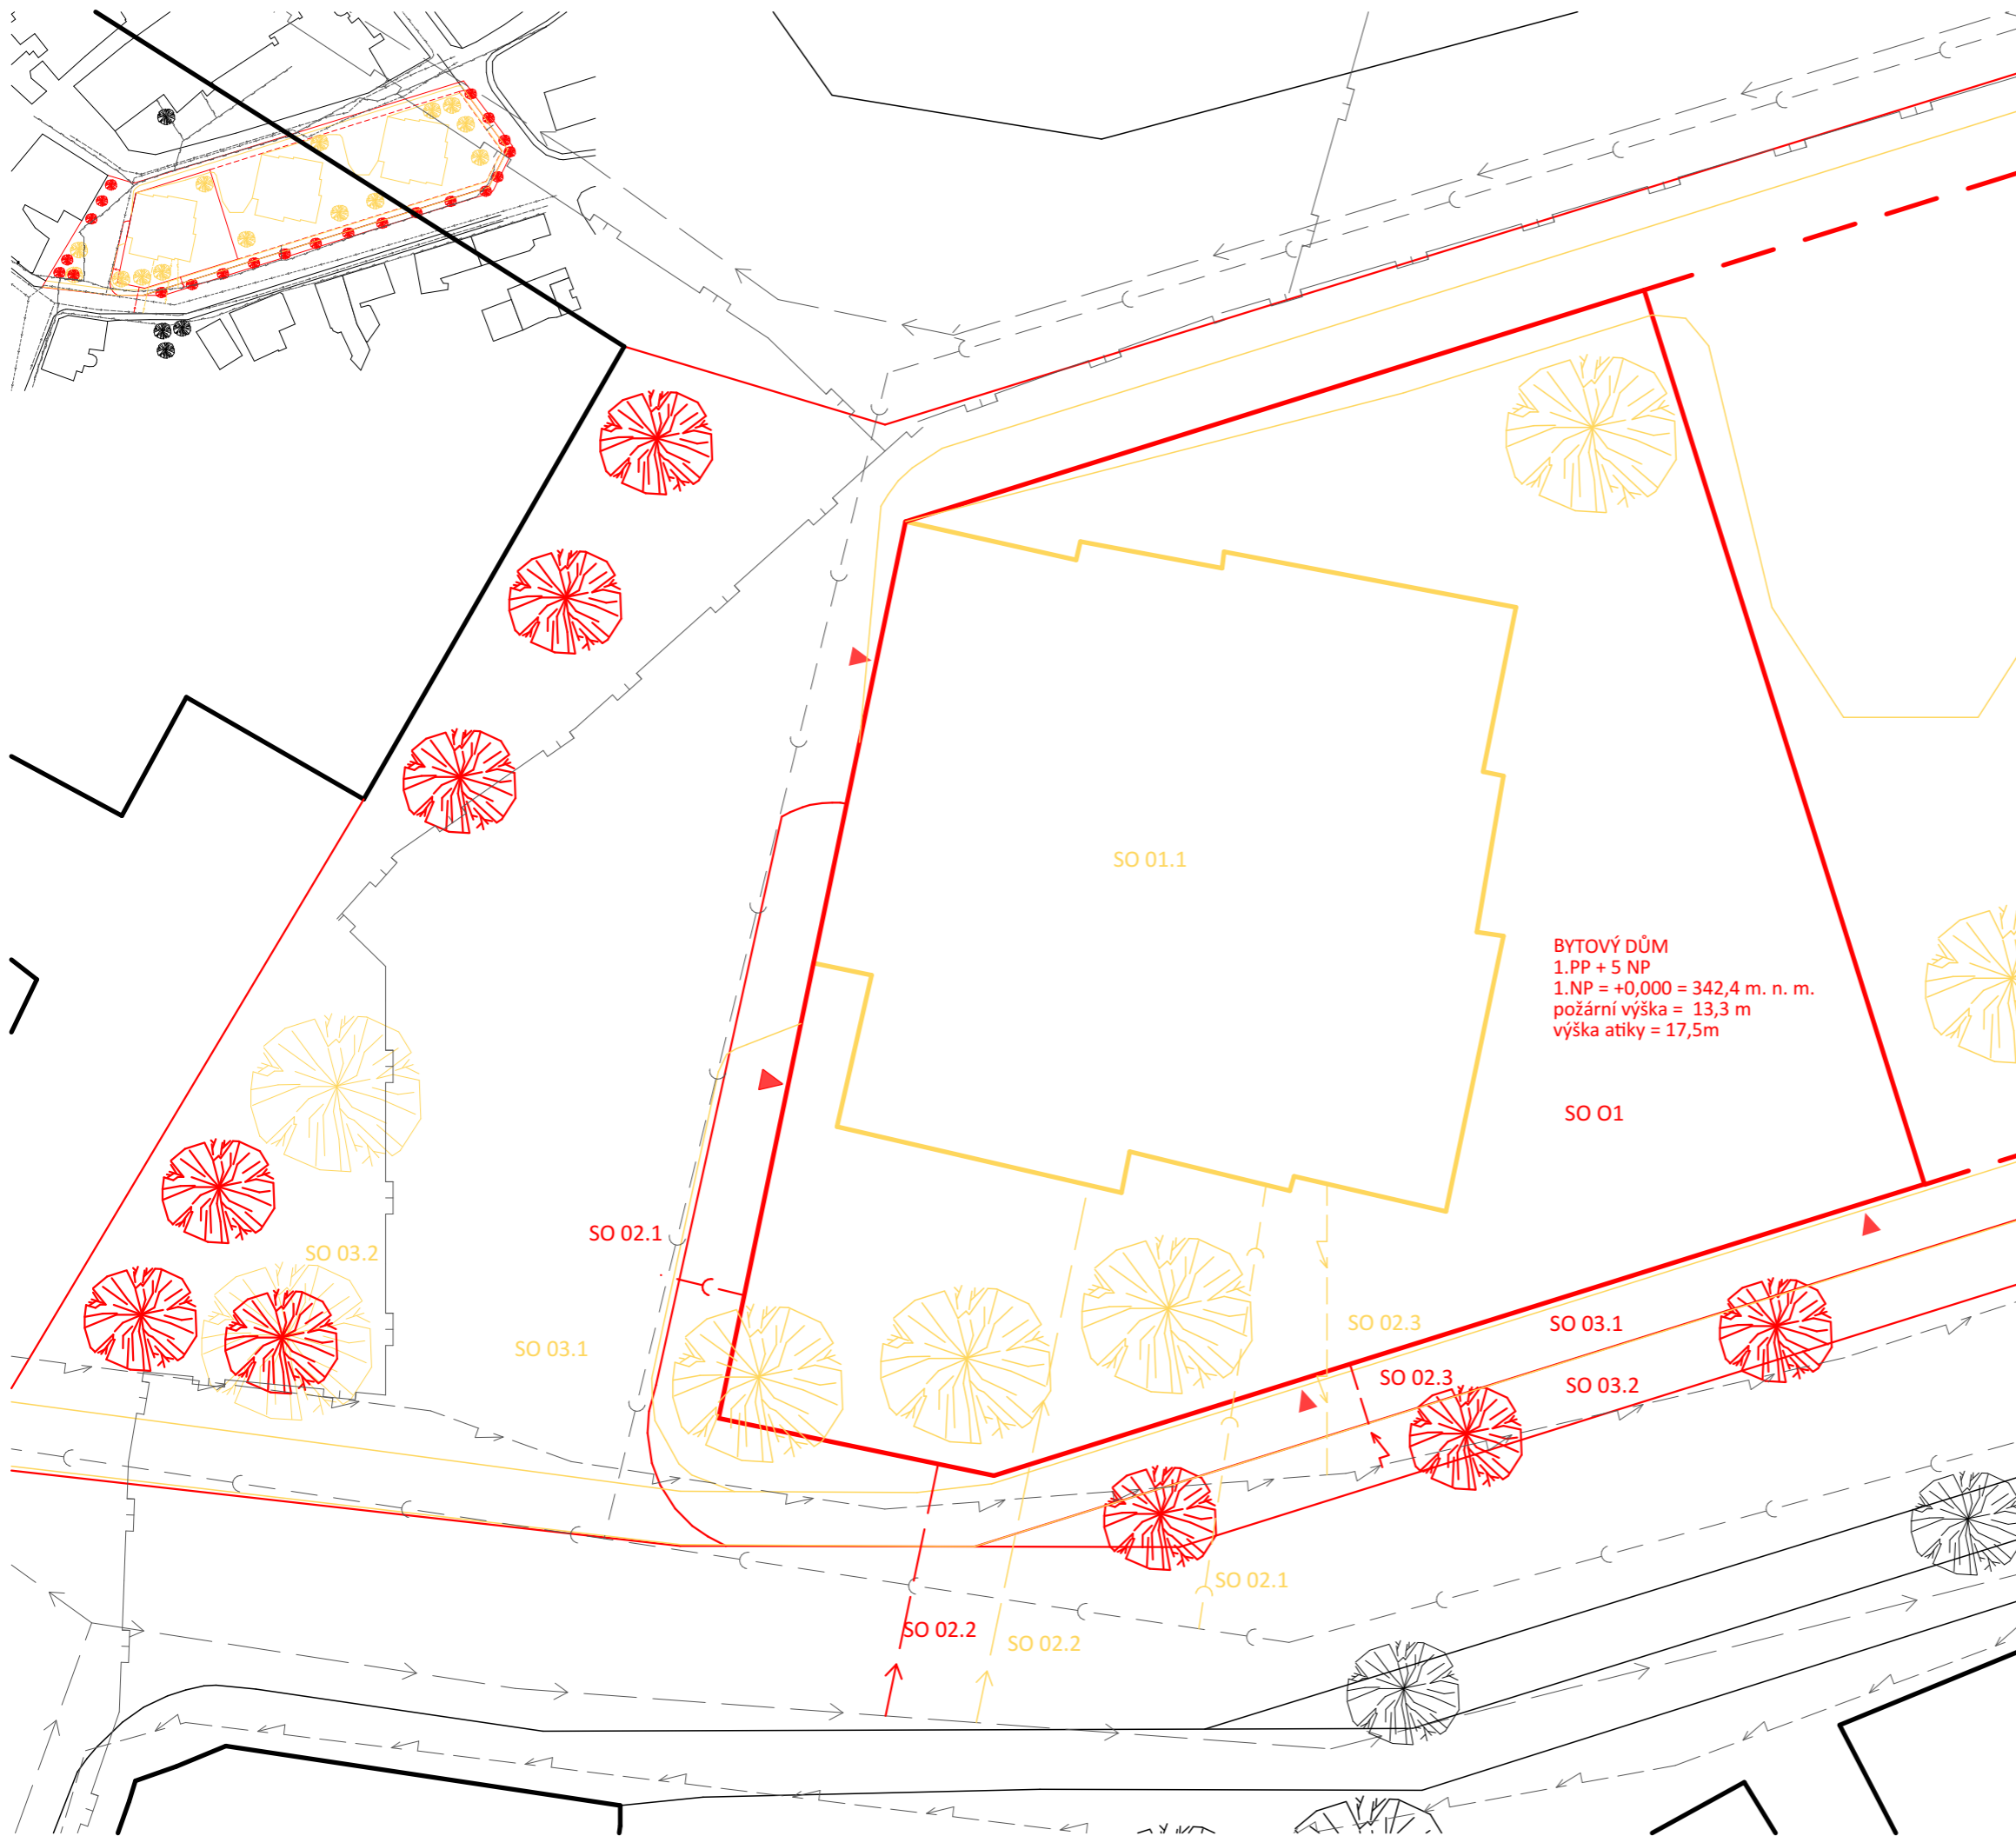 SO 01.1
BYTOVÝ DŮM
1.PP + 5 NP
1.NP = +0,000 = 342,4 m. n. m.
požární výška = 13,3 m
výška atiky = 17,5m
SO O1
SO 02.1
SO 03.2
SO 03.1
SO 02.3
SO 03.1
SO 02.3
SO 03.2
SO 02.1
SO 02.2
SO 02.2